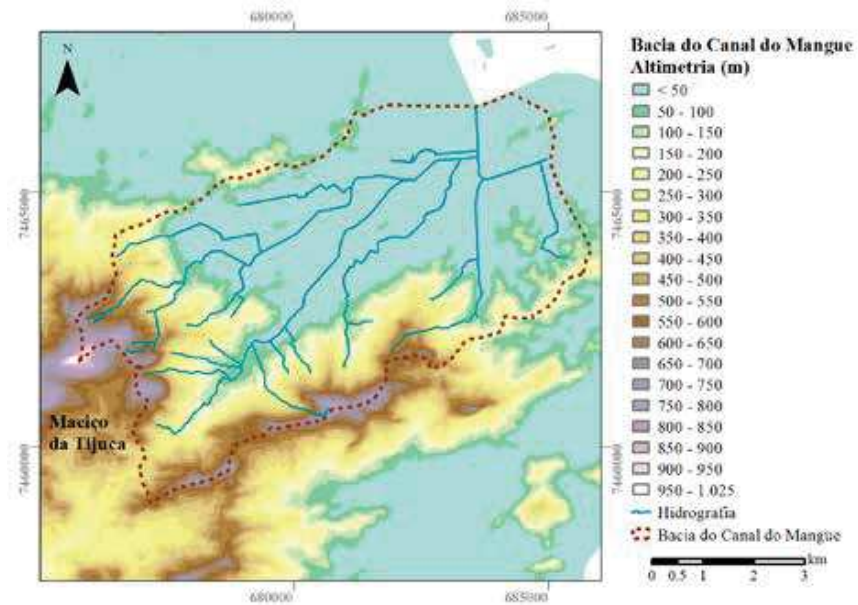 680000
685000
N
7465000
7465000
7460000
7460000
Maciço
da Tijuca
680000
685000
Bacia do Canal do Mangue
Altimetria (m)
< 50
50 - 100
100 - 150
150 - 200
200 - 250
250 - 300
300 - 350
350 - 400
400 - 450
450 - 500
500 - 550
550 - 600
600 - 650
650 - 700
700 - 750
750 - 800
800 - 850
850 - 900
900 - 950
950 - 1.025
Hidrografia
Bacia do Canal do Mangue
km
0 0.5 1 2 3